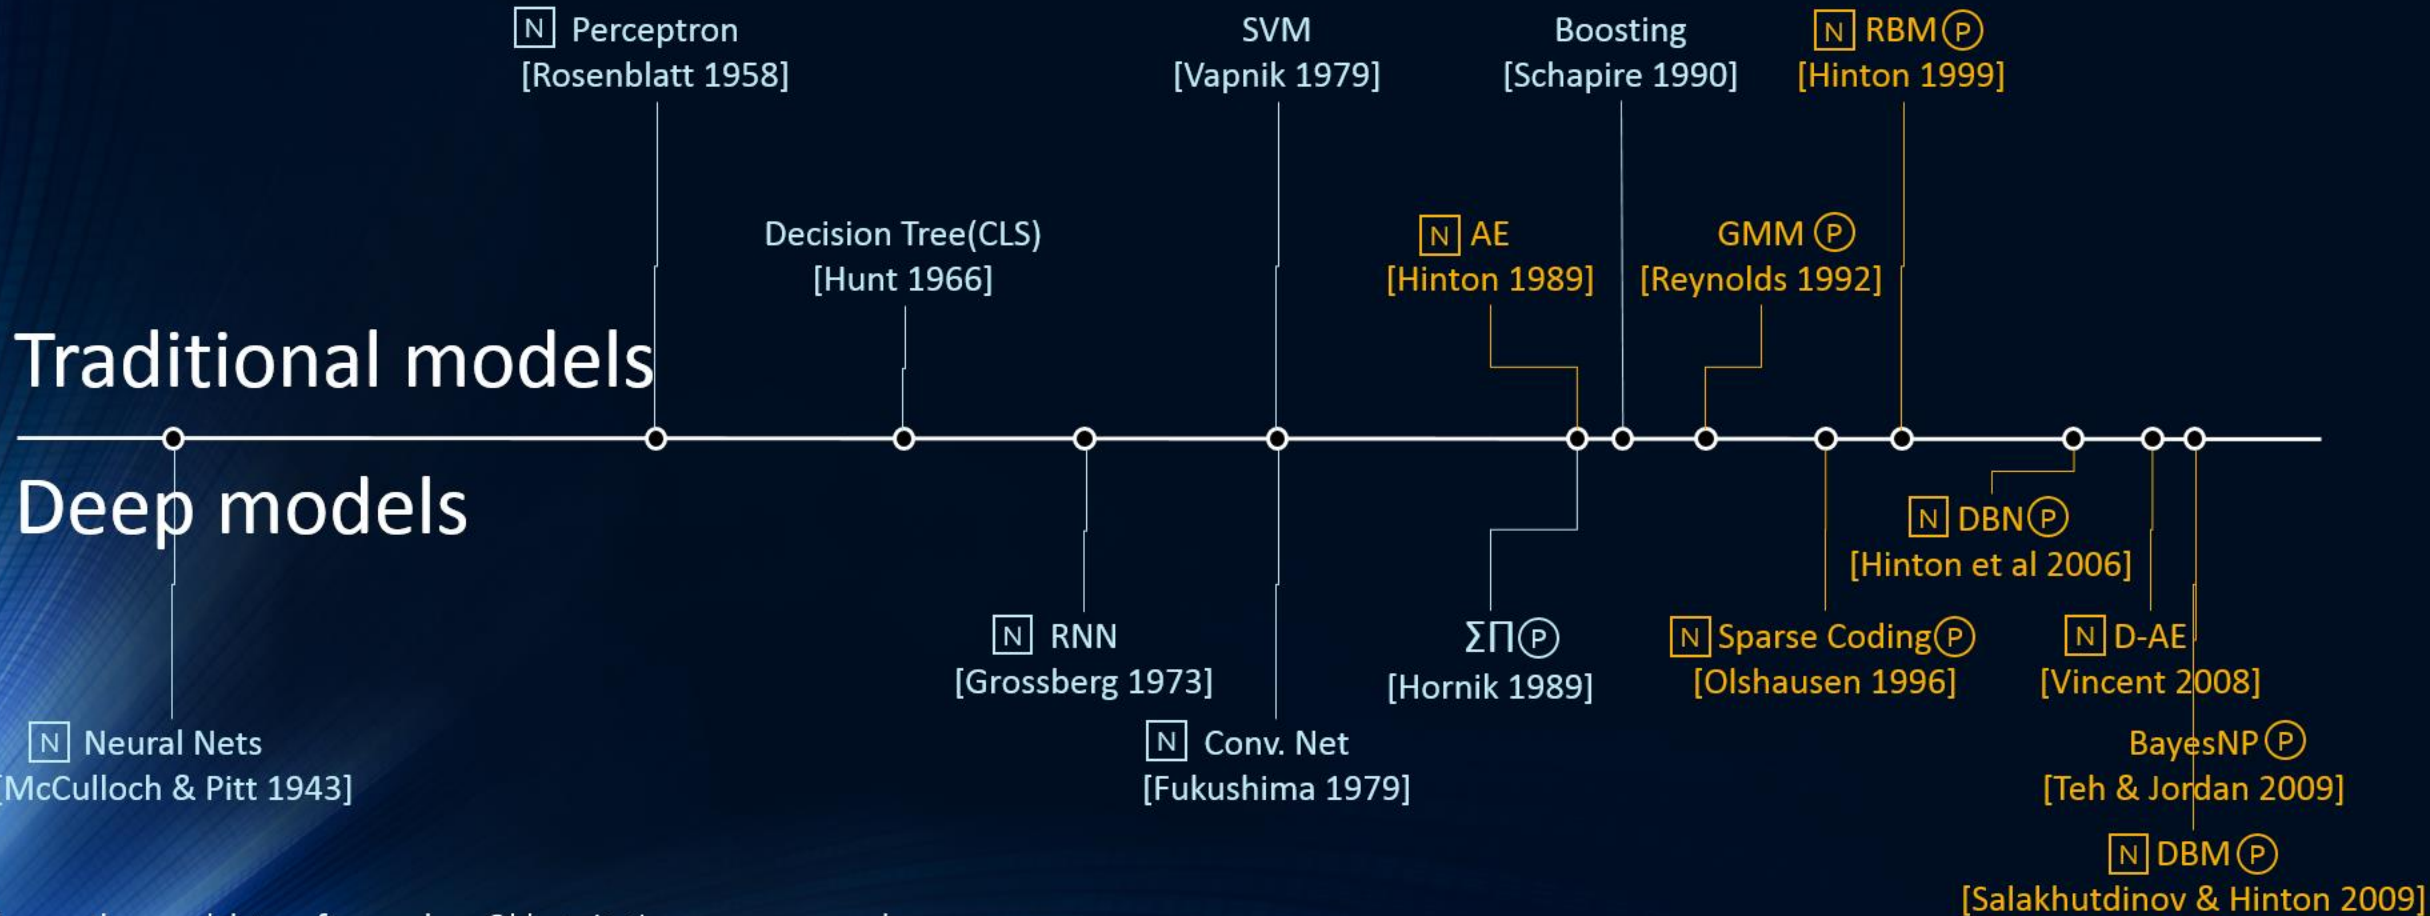 N Perceptron
[Rosenblatt 1958]
SVM
[Vapnik 1979]
Boosting
[Schapire 1990]
N RBM P
[Hinton 1999]
Decision Tree(CLS)
[Hunt 1966]
N AE
[Hinton 1989]
GMM P
[Reynolds 1992]
Traditional models
Deep models
N DBN P
[Hinton et al 2006]
N RNN
[Grossberg 1973]
ΣΠ P
[Hornik 1989]
N Sparse Coding P
[Olshausen 1996]
N D-AE
[Vincent 2008]
N Neural Nets
[McCulloch & Pitt 1943]
N Conv. Net
[Fukushima 1979]
BayesNP P
[Teh & Jordan 2009]
N DBM P
[Salakhutdinov & Hinton 2009]